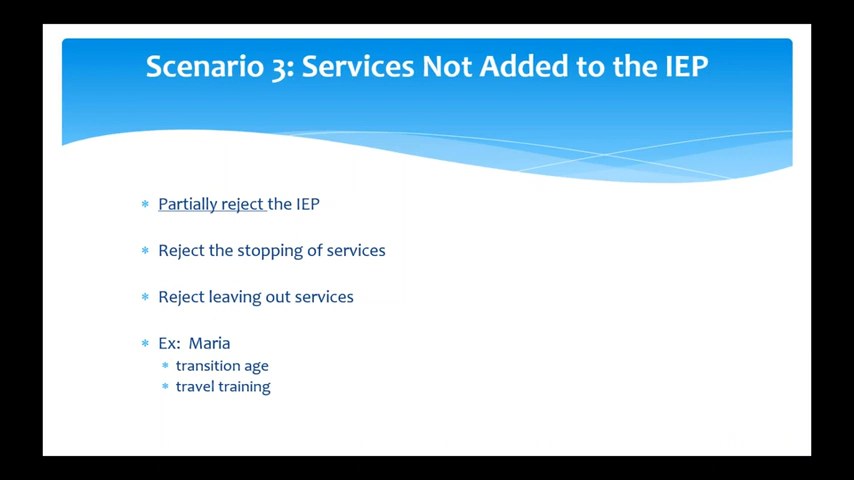 Scenario 3: Services Not Added to the IEP
Partially reject the IEP
Reject the stopping of services
Reject leaving out services
Ex: Maria
transition age
travel training